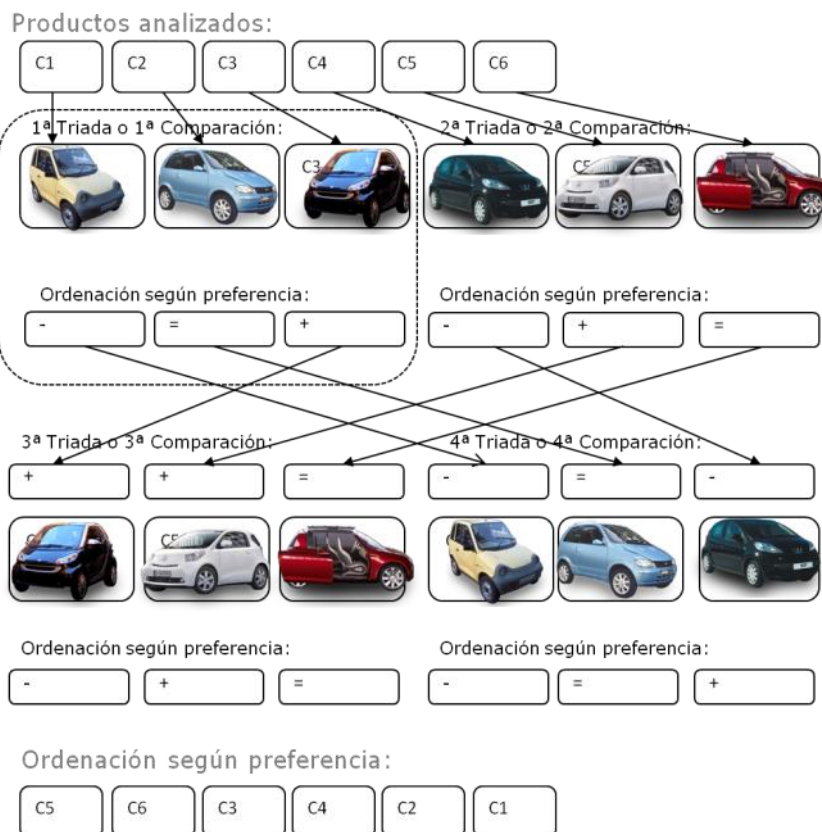 Productos analizados:
C1 C2 C3 C4 C5 C6
1ª Triada o 1ª Comparación: 2ª Triada o 2ª Comparación:
C3 C5
Ordenación según preferencia: Ordenación según preferencia:
- = + - + =
3ª Triada o 3ª Comparación: 4ª Triada o 4ª Comparación:
+ + = - = -
C5
Ordenación según preferencia: Ordenación según preferencia:
- + = - = +
Ordenación según preferencia:
C5 C6 C3 C4 C2 C1